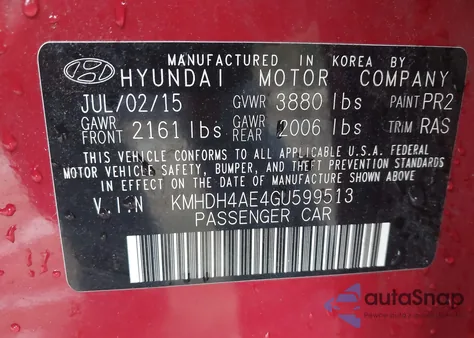 MANUFACTURED IN KOREA BY
HYUNDAI MOTOR COMPANY
JUL/02/15 GVWR 3880 lbs PAINT PR2
GAWR FRONT 2161 lbs GAWR REAR 2006 lbs TRIM RAS
THIS VEHICLE CONFORMS TO ALL APPLICABLE U.S.A. FEDERAL
MOTOR VEHICLE SAFETY, BUMPER, AND THEFT PREVENTION STANDARDS
IN EFFECT ON THE DATE OF MANUFACTURE SHOWN ABOVE.
V.I.N KMHDH4AE4GU599513
PASSENGER CAR
autoSnap